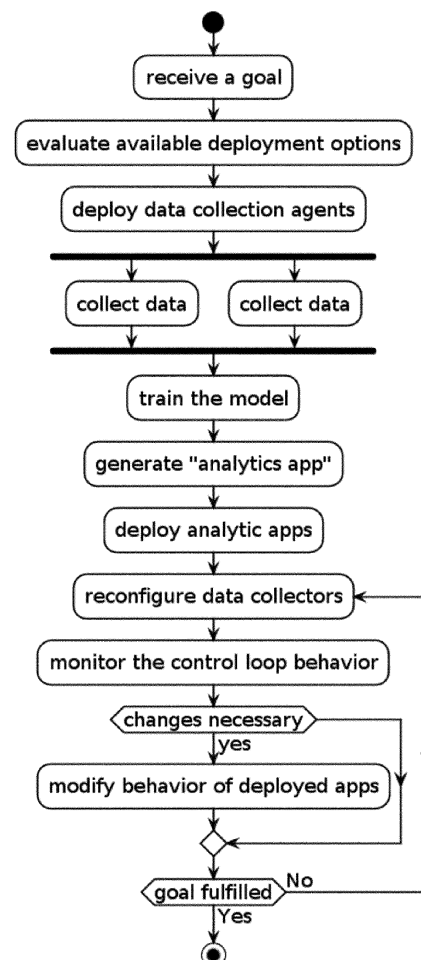 receive a goal
evaluate available deployment options
deploy data collection agents
collect data
collect data
train the model
generate "analytics app"
deploy analytic apps
reconfigure data collectors
monitor the control loop behavior
changes necessary
yes
modify behavior of deployed apps
goal fulfilled
No
Yes